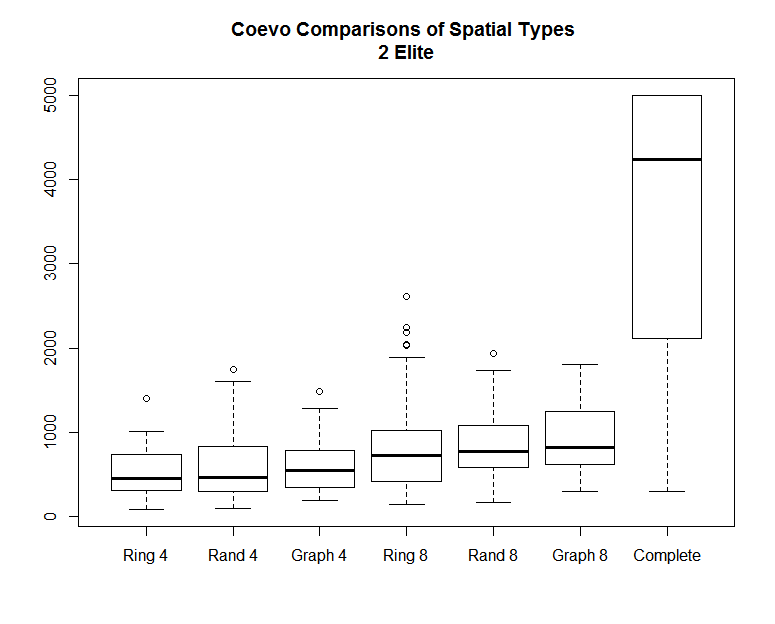 Coevo Comparisons of Spatial Types
2 Elite
5000
4000
3000
2000
1000
0
Ring 4 Rand 4 Graph 4 Ring 8 Rand 8 Graph 8 Complete